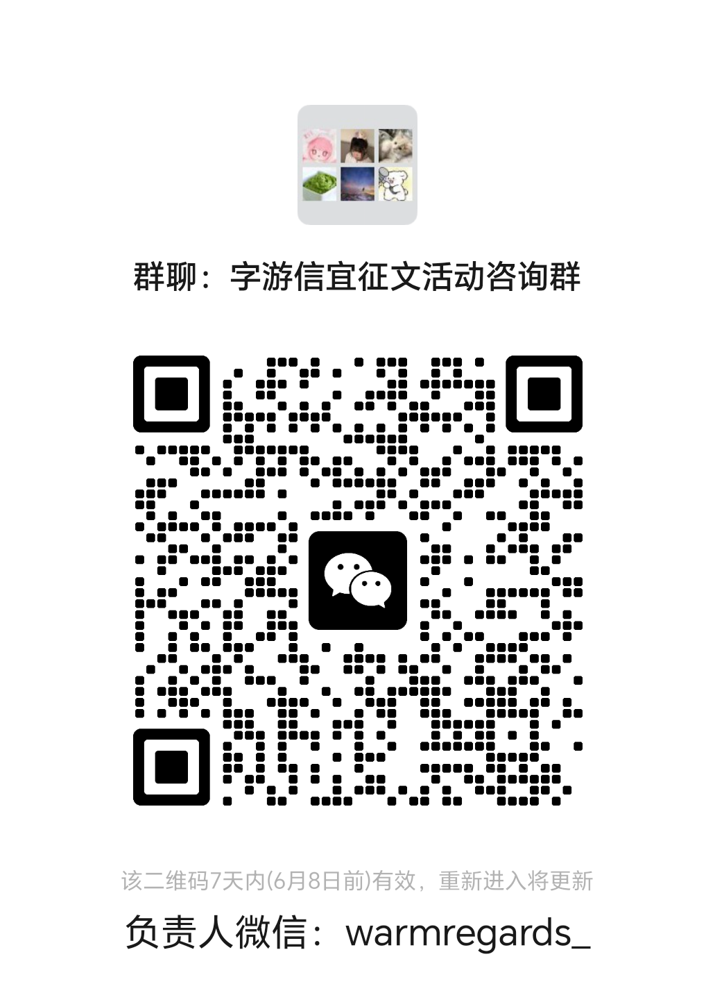 群聊：字游信宜征文活动咨询群
该二维码7天内(6月8日前)有效，重新进入将更新
负责人微信：warmregards_